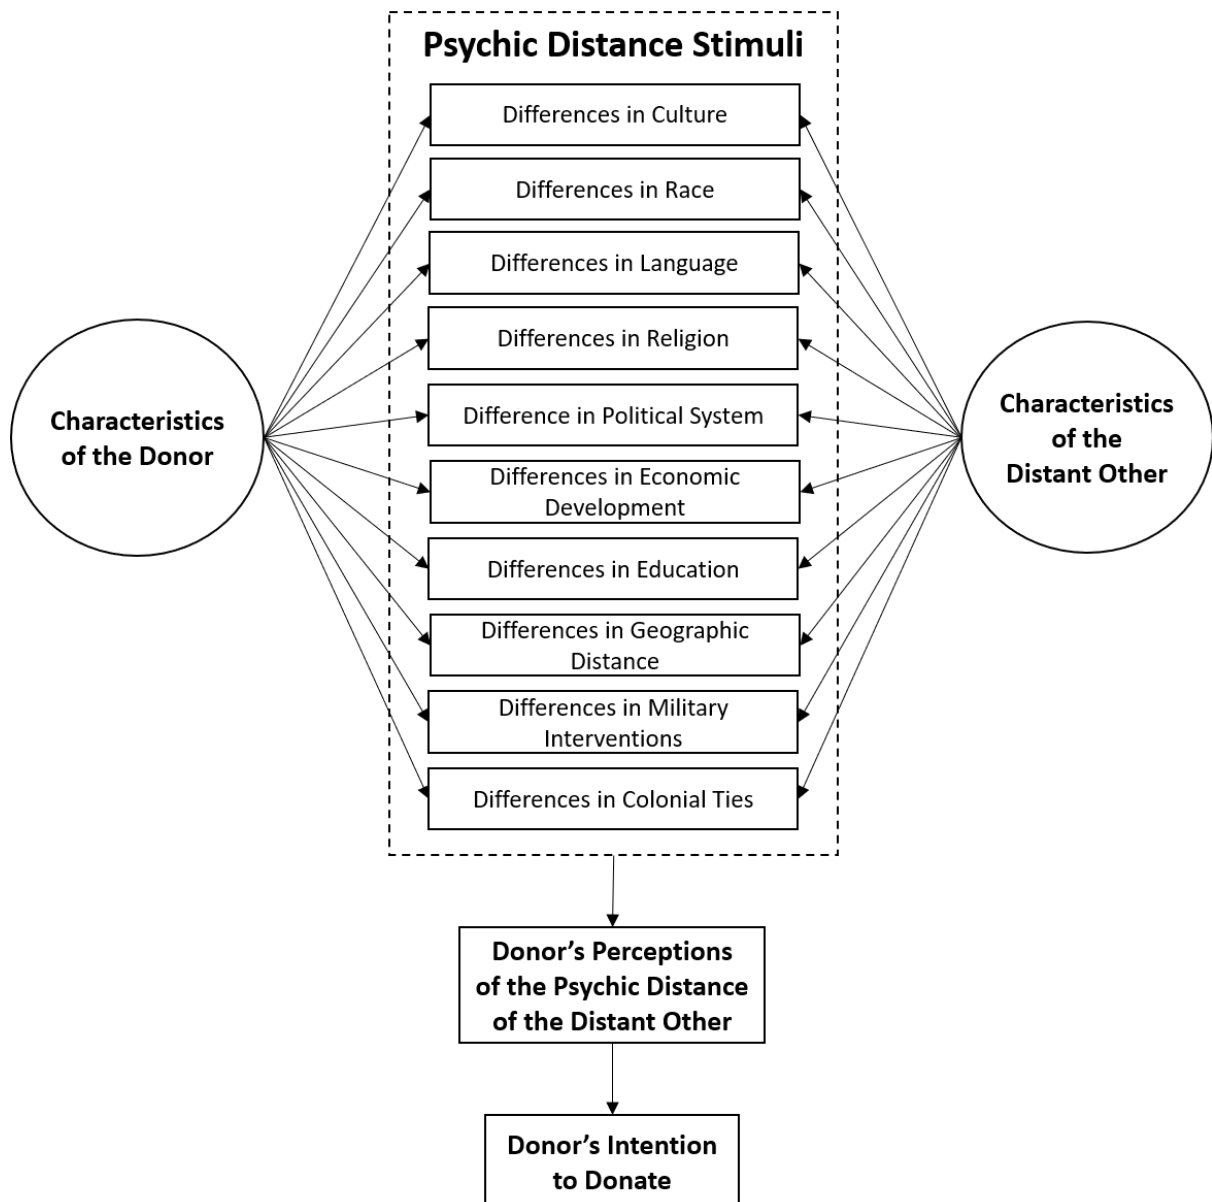 Psychic Distance Stimuli
Differences in Culture
Differences in Race
Differences in Language
Differences in Religion
Difference in Political System
Differences in Economic
Development
Differences in Education
Differences in Geographic
Distance
Differences in Military
Interventions
Differences in Colonial Ties
Characteristics
of the Donor
Characteristics
of the
Distant Other
Donor’s Perceptions
of the Psychic Distance
of the Distant Other
Donor’s Intention
to Donate